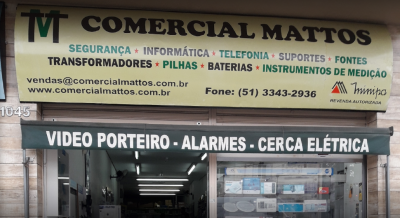 COMERCIAL MATTOS
SEGURANÇA * INFORMÁTICA * TELEFONIA * SUPORTES * FONTES
TRANSFORMADORES * PILHAS * BATERIAS * INSTRUMENTOS DE MEDIÇÃO
vendas@comercialmattos.com.br
www.comercialmattos.com.br
Fone: (51) 3343-2936
REVENDA AUTORIZADA
1045
VIDEO PORTEIRO - ALARMES - CERCA ELÉTRICA